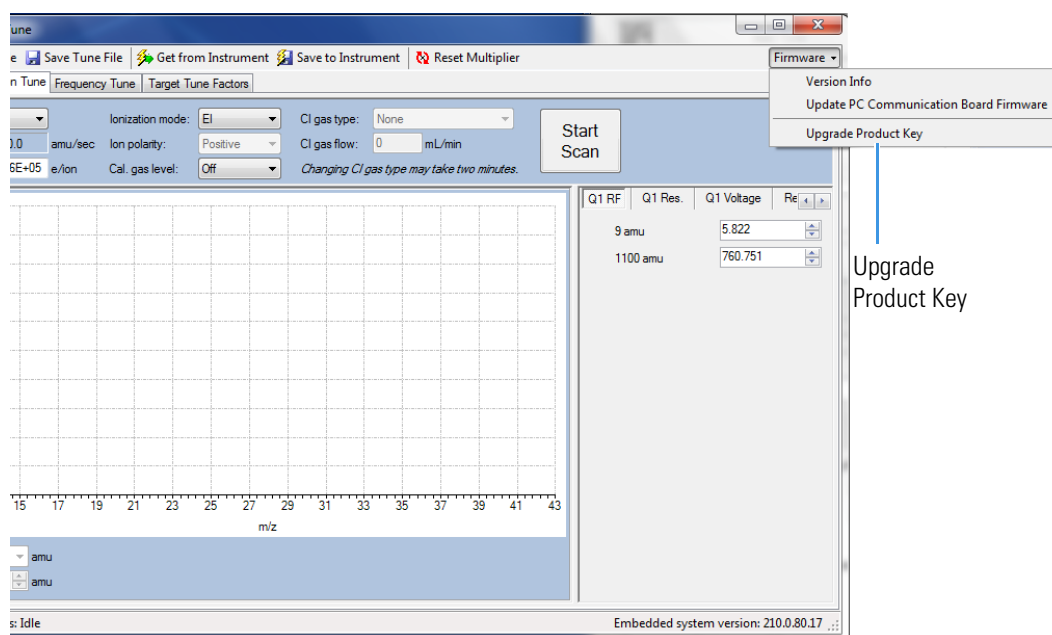 une
e Save Tune File Get from Instrument Save to Instrument Reset Multiplier Firmware
n Tune Frequency Tune Target Tune Factors
Version Info
Update PC Communication Board Firmware
Upgrade Product Key
Ionization mode: EI CI gas type: None
0.0 amu/sec Ion polarity: Positive CI gas flow: 0 mL/min
6E+05 e/ion Cal. gas level: Off Changing CI gas type may take two minutes.
Start
Scan
Q1 RF Q1 Res. Q1 Voltage Re
9 amu 5.822
1100 amu 760.751
Upgrade
Product Key
15 17 19 21 23 25 27 29 31 33 35 37 39 41 43
m/z
amu
amu
s: Idle Embedded system version: 210.0.80.17